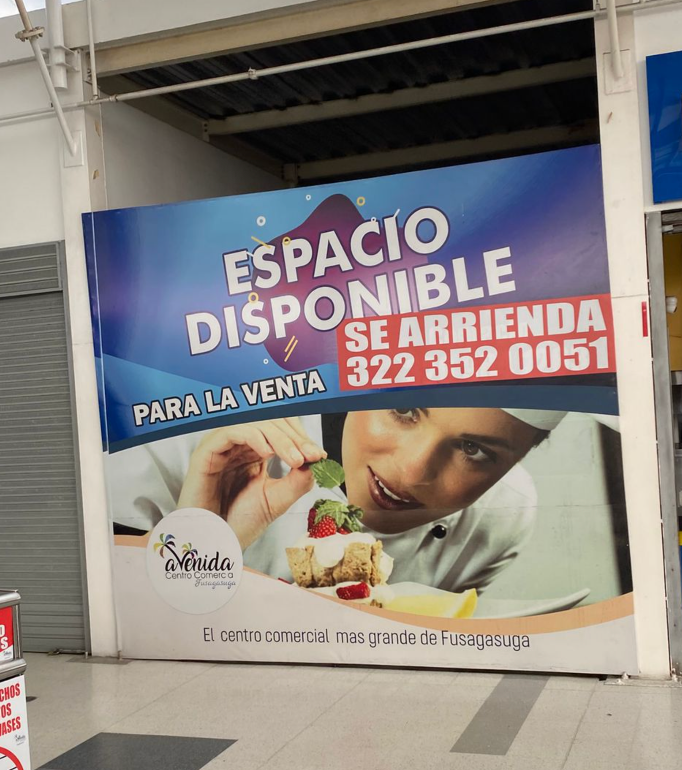 ESPACIO
DISPONIBLE
SE ARRIENDA
322 352 0051
PARA LA VENTA
avenida
Centro Comercia
Fusagasuga
El centro comercial mas grande de Fusagasuga